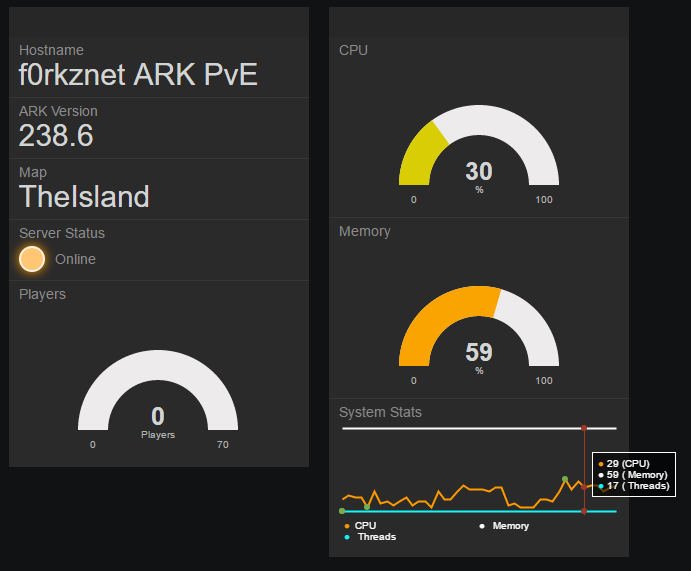 Hostname
f0rkznet ARK PvE
ARK Version
238.6
Map
TheIsland
Server Status
Online
Players
0
Players
0 70
CPU
30
%
0 100
Memory
59
%
0 100
System Stats
29 (CPU)
59 ( Memory)
17 ( Threads)
CPU Memory
Threads